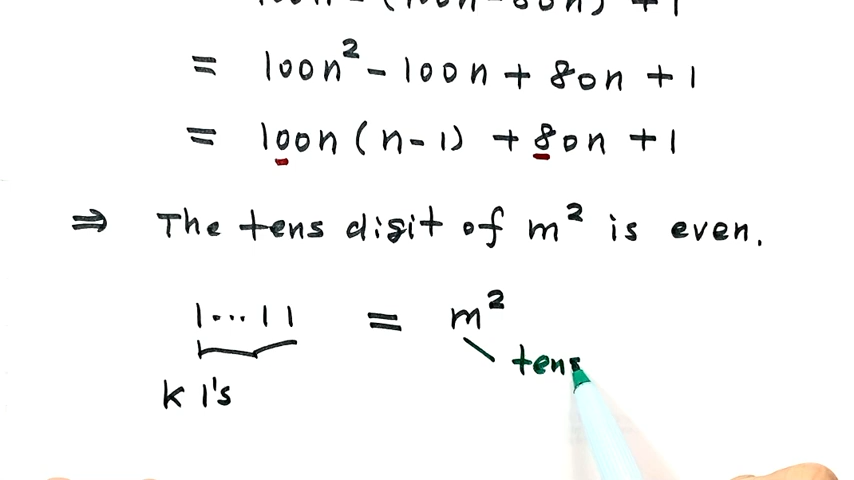 = 100n² - 100n + 80n + 1
= 100n(n-1) + 80n + 1
⇒ The tens digit of m² is even.
1...11 = m²
tens
k 1's